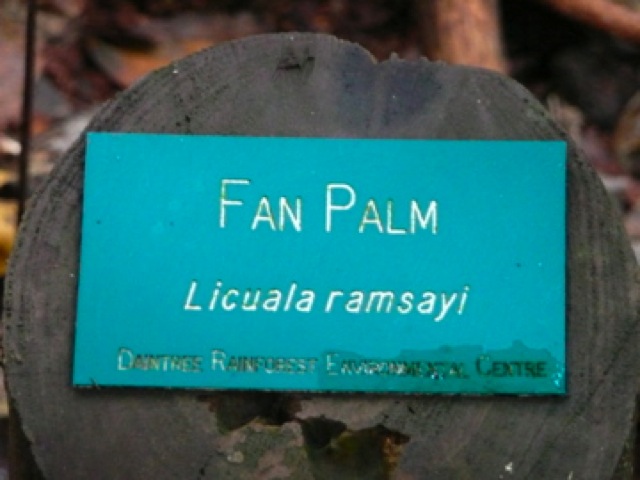 FAN PALM
Licuala ramsayi
DAINTREE RAINFOREST ENVIRONMENTAL CENTRE